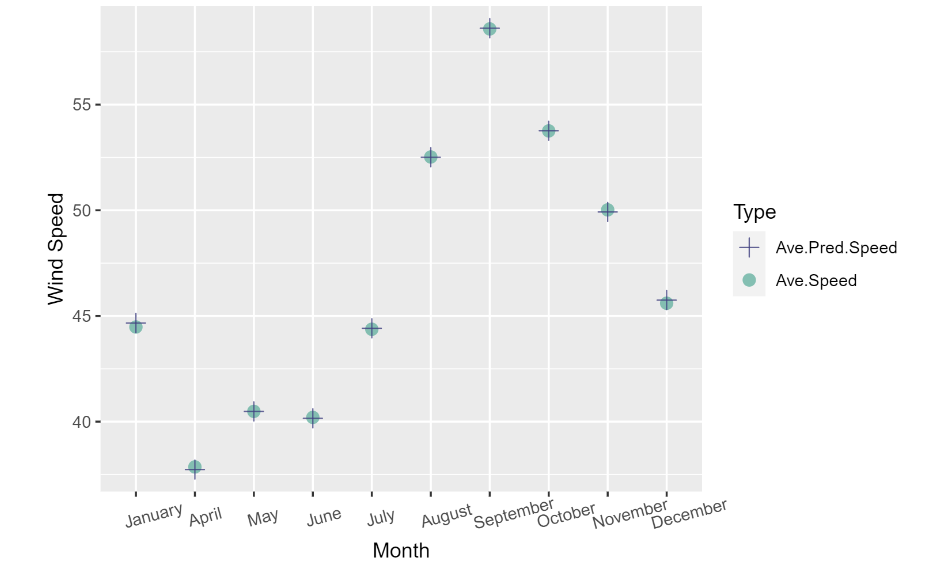 55
50
45
40
Wind Speed
January April May June July August September October November December
Month
Type
Ave.Pred.Speed
Ave.Speed